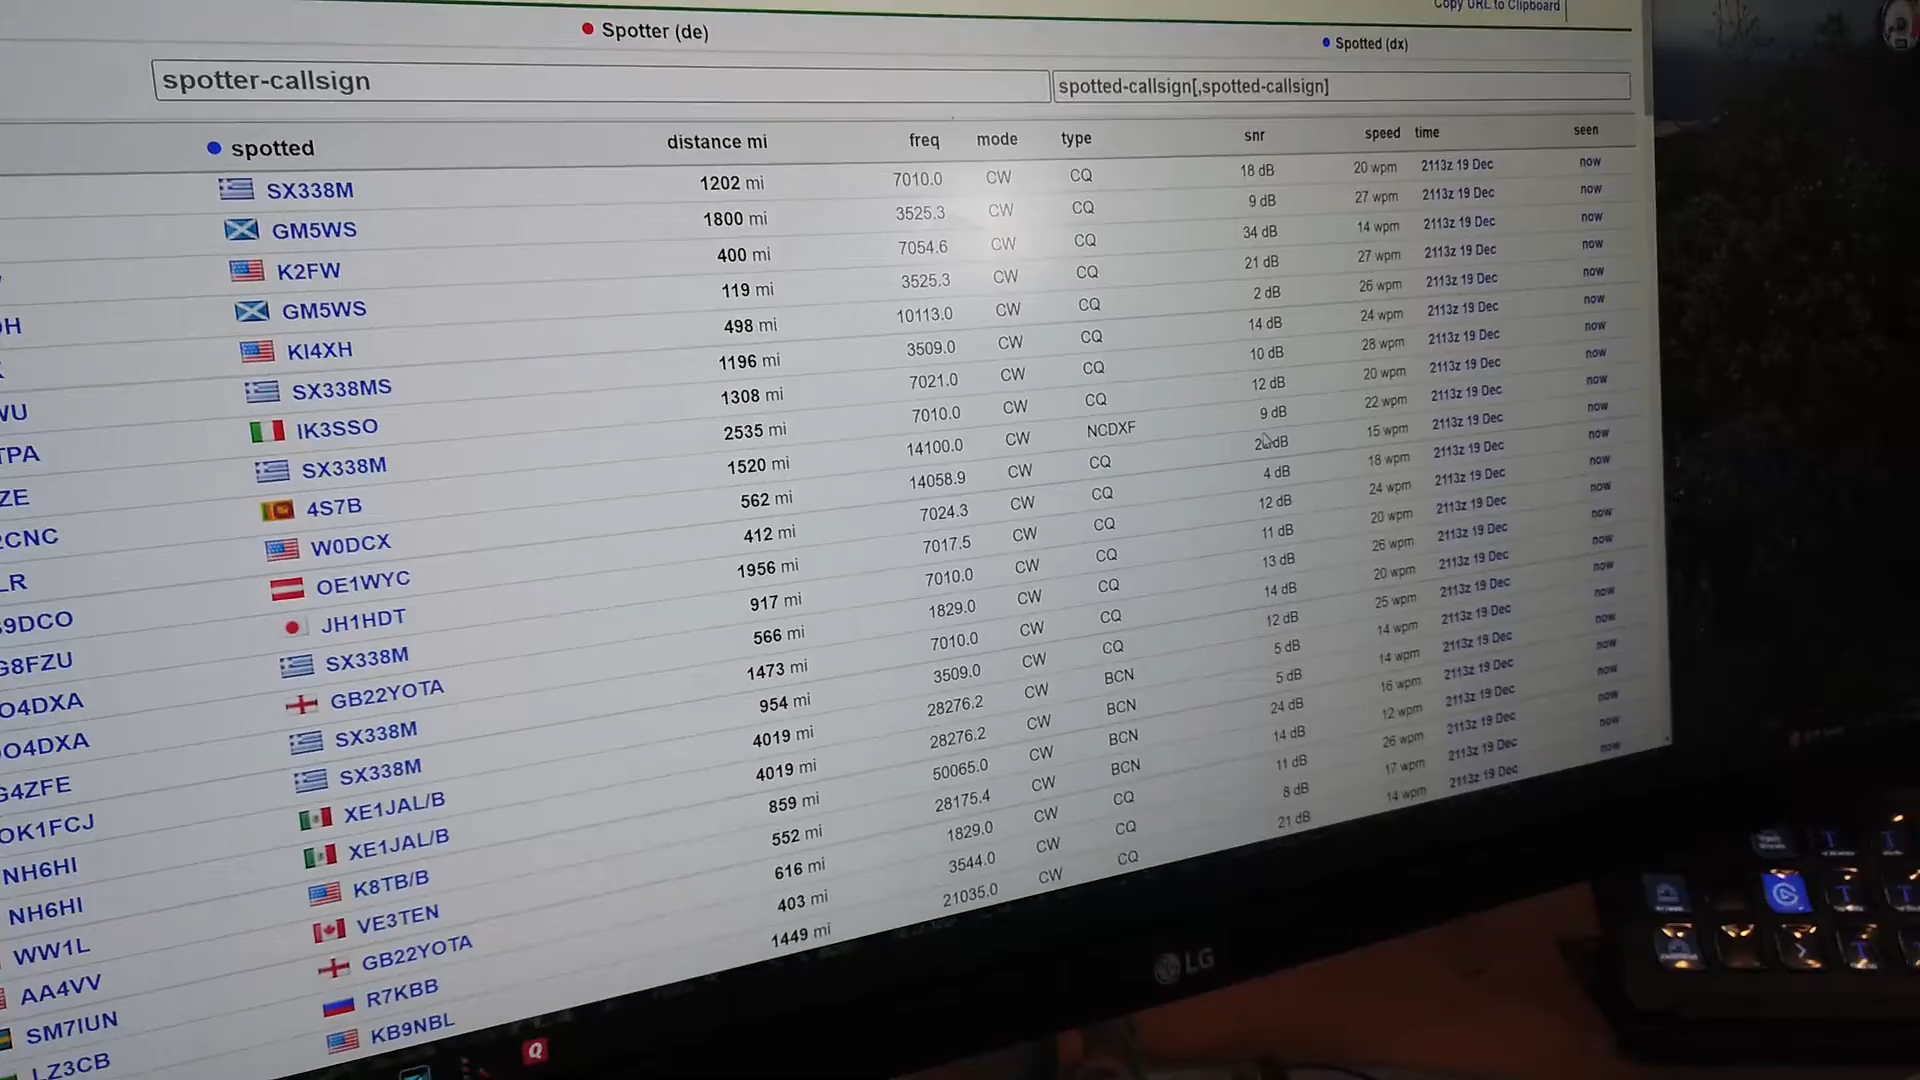 Copy URL to Clipboard
Spotter (de)
Spotted (dx)
spotter-callsign
spotted-callsign[,spotted-callsign]
spotted distance mi freq mode type snr speed time seen
SX338M 1202 mi 7010.0 CW CQ 18 dB 20 wpm 2113z 19 Dec now
GM5WS 1800 mi 3525.3 CW CQ 9 dB 27 wpm 2113z 19 Dec now
K2FW 400 mi 7054.6 CW CQ 34 dB 14 wpm 2113z 19 Dec now
H GM5WS 119 mi 3525.3 CW CQ 21 dB 27 wpm 2113z 19 Dec now
KI4XH 498 mi 10113.0 CW CQ 2 dB 26 wpm 2113z 19 Dec now
WU SX338MS 1196 mi 3509.0 CW CQ 14 dB 24 wpm 2113z 19 Dec now
TPA IK3SSO 1308 mi 7021.0 CW CQ 10 dB 28 wpm 2113z 19 Dec now
ZE SX338M 2535 mi 7010.0 CW CQ 12 dB 20 wpm 2113z 19 Dec now
2CNC 4S7B 1520 mi 14100.0 CW NCDXF 9 dB 22 wpm 2113z 19 Dec now
LR W0DCX 562 mi 14058.9 CW CQ dB 15 wpm 2113z 19 Dec now
9DCO OE1WYC 412 mi 7024.3 CW CQ 4 dB 18 wpm 2113z 19 Dec now
G8FZU JH1HDT 1956 mi 7017.5 CW CQ 12 dB 24 wpm 2113z 19 Dec now
O4DXA SX338M 917 mi 7010.0 CW CQ 11 dB 20 wpm 2113z 19 Dec now
O4DXA GB22YOTA 566 mi 1829.0 CW CQ 13 dB 26 wpm 2113z 19 Dec now
G4ZFE SX338M 1473 mi 7010.0 CW CQ 14 dB 20 wpm 2113z 19 Dec now
OK1FCJ SX338M 954 mi 3509.0 CW CQ 12 dB 25 wpm 2113z 19 Dec now
NH6HI XE1JAL/B 4019 mi 28276.2 CW BCN 5 dB 14 wpm 2113z 19 Dec now
NH6HI XE1JAL/B 4019 mi 28276.2 CW BCN 5 dB 14 wpm 2113z 19 Dec now
WW1L K8TB/B 859 mi 50065.0 CW BCN 24 dB 16 wpm 2113z 19 Dec now
AA4VV VE3TEN 552 mi 28175.4 CW BCN 14 dB 12 wpm 2113z 19 Dec now
SM7IUN GB22YOTA 616 mi 1829.0 CW CQ 11 dB 26 wpm 2113z 19 Dec now
LZ3CB R7KBB 403 mi 3544.0 CW CQ 8 dB 17 wpm 2113z 19 Dec now
KB9NBL 1449 mi 21035.0 CW CQ 21 dB 14 wpm 2113z 19 Dec now
LG